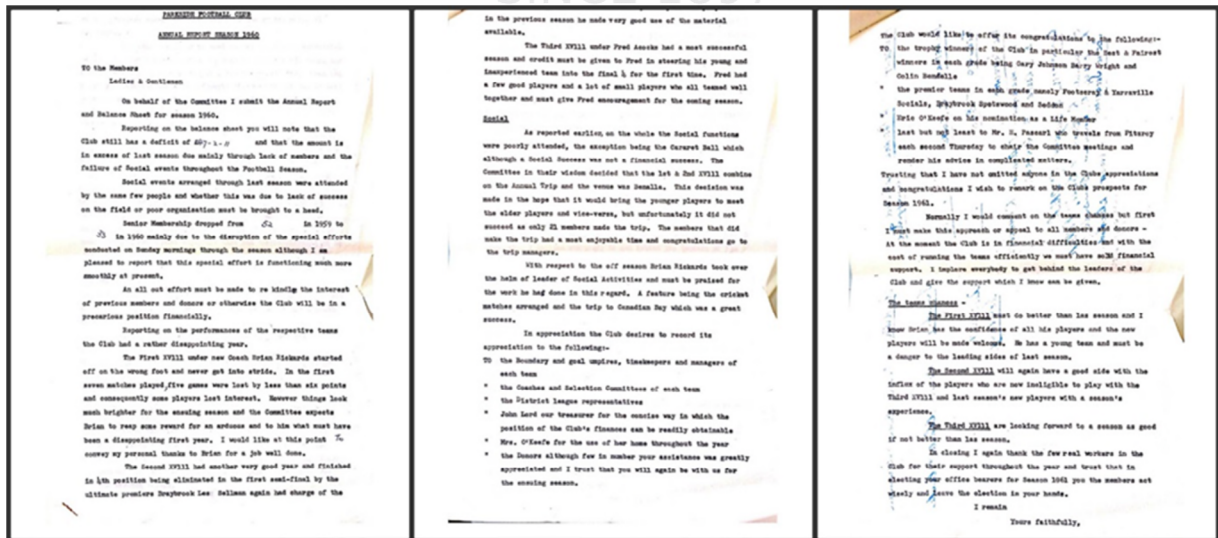 PARKSIDE FOOTBALL CLUB
ANNUAL REPORT SEASON 1960
TO the Members
Ladies & Gentlemen
On behalf of the Committee I submit the Annual Report
and Balance Sheet for season 1960.
Reporting on the balance sheet you will note that the
Club still has a deficit of and that the amount is
in excess of last season due mainly through lack of members and the
failure of Social events throughout the Football Season.
Social events arranged through last season were attended
by the same few people and whether this was due to lack of success
on the field or poor organisation must be brought to a head.
Senior Membership dropped from 52 in 1959 to
33 in 1960 mainly due to the disruption of the special efforts
conducted on Sunday mornings through the season although I am
pleased to report that this special effort is functioning much more
smoothly at present.
An all out effort must be made to re kindle the interest
of previous members and donors or otherwise the Club will be in a
precarious position financially.
Reporting on the performances of the respective teams
the Club had a rather disappointing year.
The First XVlll under new Coach Brian Rickards started
off on the wrong foot and never got into stride. In the first
seven matches played,five games were lost by less than six points
and consequently some players lost interest. However things look
much brighter for the ensuing season and the Committee expects
Brian to reap some reward for an arduous and to him what must have
been a disappointing first year. I would like at this point To
convey my personal thanks to Brian for a job well done.
The Second XVlll had another very good year and finished
in 4th position being eliminated in the first semi-final by the
ultimate premiers Braybrook Les Sellman again had charge of the
in the previous season he made very good use of the material
available.
The Third XVlll under Fred Acocks had a most successful
season and credit must be given to Fred in steering his young and
inexperienced team into the final 4 for the first time. Fred had
a few good players and a lot of small players who all teamed well
together and must give Fred encouragement for the coming season.
Social
As reported earlier, on the whole the Social functions
were poorly attended, the exception being the Cararet Ball which
although a Social Success was not a financial success. The
Committee in their wisdom decided that the 1st & 2nd XVlll combine
on the Annual Trip and the venue was Benalla. This decision was
made in the hope that it would bring the younger players to meet
the elder players and vice-versa, but unfortunately it did not
succeed as only 21 members made the trip. The members that did
make the trip had a most enjoyable time and congratulations go to
the trip managers.
With respect to the off season Brian Rickards took over
the helm of leader of Social Activities and must be praised for
the work he had done in this regard. A feature being the cricket
matches arranged and the trip to Canadian Bay which was a great
success.
In appreciation the Club desires to record its
appreciation to the following:-
TO the Boundary and goal umpires, timekeepers and managers of
each team
" the Coaches and Selection Committees of each team
" the District league representatives
" John Lord our treasurer for the concise way in which the
position of the Club's finances can be readily obtainable
" Mrs. O'Keefe for the use of her home throughout the year
" the Donors although few in number your assistance was greatly
appreciated and I trust that you will again be with us for
the ensuing season.
The Club would like to offer its congratulations to the following:-
TO the trophy winners of the Club in particular the Best & Fairest
winners in each grade being Gary Johnson Barry Wright and
Colin Rendalls
" the premier teams in each grade namely Footscray & Yarraville
Socials, Braybrook Spotswood and Seddon
" Eric O'Keefe on his nomination as a Life Member
" last but not least to Mr. H. Passarl who travels from Fitzroy
each second Thursday to chair the Committee meetings and
render his advice in complicated matters.
Trusting that I have not omitted anyone in the Clubs appreciations
and congratulations I wish to remark on the Clubs prospects for
Season 1961.
Normally I would comment on the teams chances but first
I must make this approach or appeal to all members and donors -
At the moment the Club is in financial difficulties and with the
cost of running the teams efficiently we must have financial
support. I implore everybody to get behind the leaders of the
Club and give the support which I know can be given.
The teams chances -
The First XVlll must do better than las season and I
know Brian has the confidence of all his players and the new
players will be made welcome. He has a young team and must be
a danger to the leading sides of last season.
The Second XVlll will again have a good side with the
influx of the players who are now ineligible to play with the
Third XVlll and last season's new players with a season's
experience.
The Third XVlll are looking forward to a season as good
if not better than las season.
In closing I again thank the few real workers in the
Club for their support throughout the year and trust that in
electing your office bearers for Season 1961 you the members act
wisely and leave the election in your hands.
I remain
Yours faithfully,